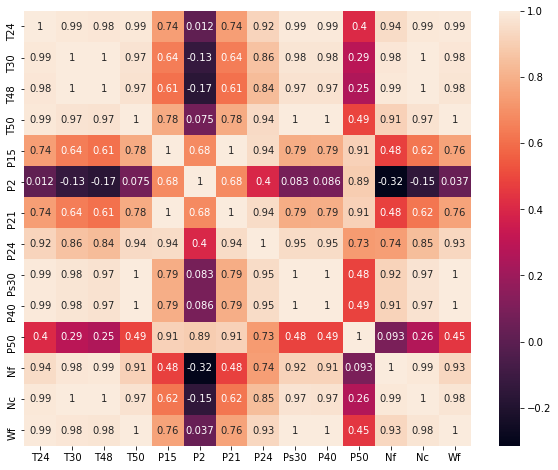 T24 1 0.99 0.98 0.99 0.74 0.012 0.74 0.92 0.99 0.99 0.4 0.94 0.99 0.99
T30 0.99 1 1 0.97 0.64 -0.13 0.64 0.86 0.98 0.98 0.29 0.98 1 0.98
T48 0.98 1 1 0.97 0.61 -0.17 0.61 0.84 0.97 0.97 0.25 0.99 1 0.98
T50 0.99 0.97 0.97 1 0.78 0.075 0.78 0.94 1 1 0.49 0.91 0.97 1
P15 0.74 0.64 0.61 0.78 1 0.68 1 0.94 0.79 0.79 0.91 0.48 0.62 0.76
P2 0.012 -0.13 -0.17 0.075 0.68 1 0.68 0.4 0.083 0.086 0.89 -0.32 -0.15 0.037
P21 0.74 0.64 0.61 0.78 1 0.68 1 0.94 0.79 0.79 0.91 0.48 0.62 0.76
P24 0.92 0.86 0.84 0.94 0.94 0.4 0.94 1 0.95 0.95 0.73 0.74 0.85 0.93
Ps30 0.99 0.98 0.97 1 0.79 0.083 0.79 0.95 1 1 0.48 0.92 0.97 1
P40 0.99 0.98 0.97 1 0.79 0.086 0.79 0.95 1 1 0.49 0.91 0.97 1
P50 0.4 0.29 0.25 0.49 0.91 0.89 0.91 0.73 0.48 0.49 1 0.093 0.26 0.45
Nf 0.94 0.98 0.99 0.91 0.48 -0.32 0.48 0.74 0.92 0.91 0.093 1 0.99 0.93
Nc 0.99 1 1 0.97 0.62 -0.15 0.62 0.85 0.97 0.97 0.26 0.99 1 0.98
Wf 0.99 0.98 0.98 1 0.76 0.037 0.76 0.93 1 1 0.45 0.93 0.98 1
T24 T30 T48 T50 P15 P2 P21 P24 Ps30 P40 P50 Nf Nc Wf
1.0
0.8
0.6
0.4
0.2
0.0
−0.2